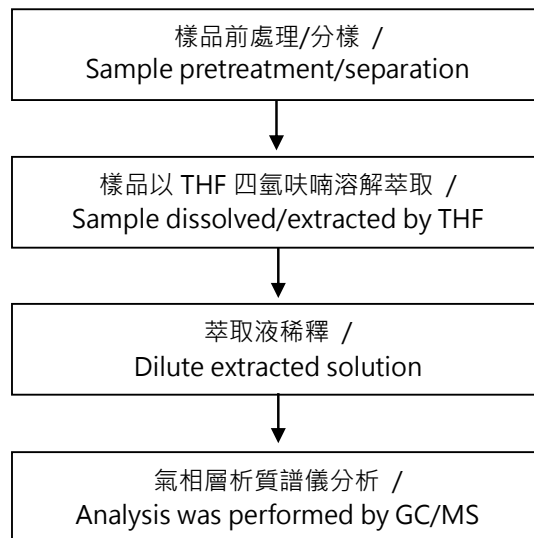 樣品前處理/分樣 /
Sample pretreatment/separation
樣品以 THF 四氫呋喃溶解萃取 /
Sample dissolved/extracted by THF
萃取液稀釋 /
Dilute extracted solution
氣相層析質譜儀分析 /
Analysis was performed by GC/MS